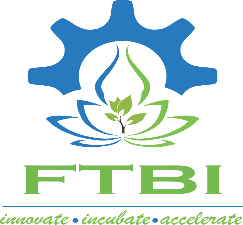 FTBI
innovate • incubate • accelerate